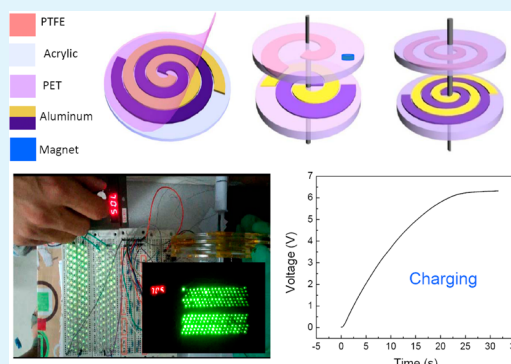 PTFE
Acrylic
PET
Aluminum
Magnet
7
6
5
4
3
2
1
0
Voltage (V)
Charging
-5 0 5 10 15 20 25 30
Time (s)